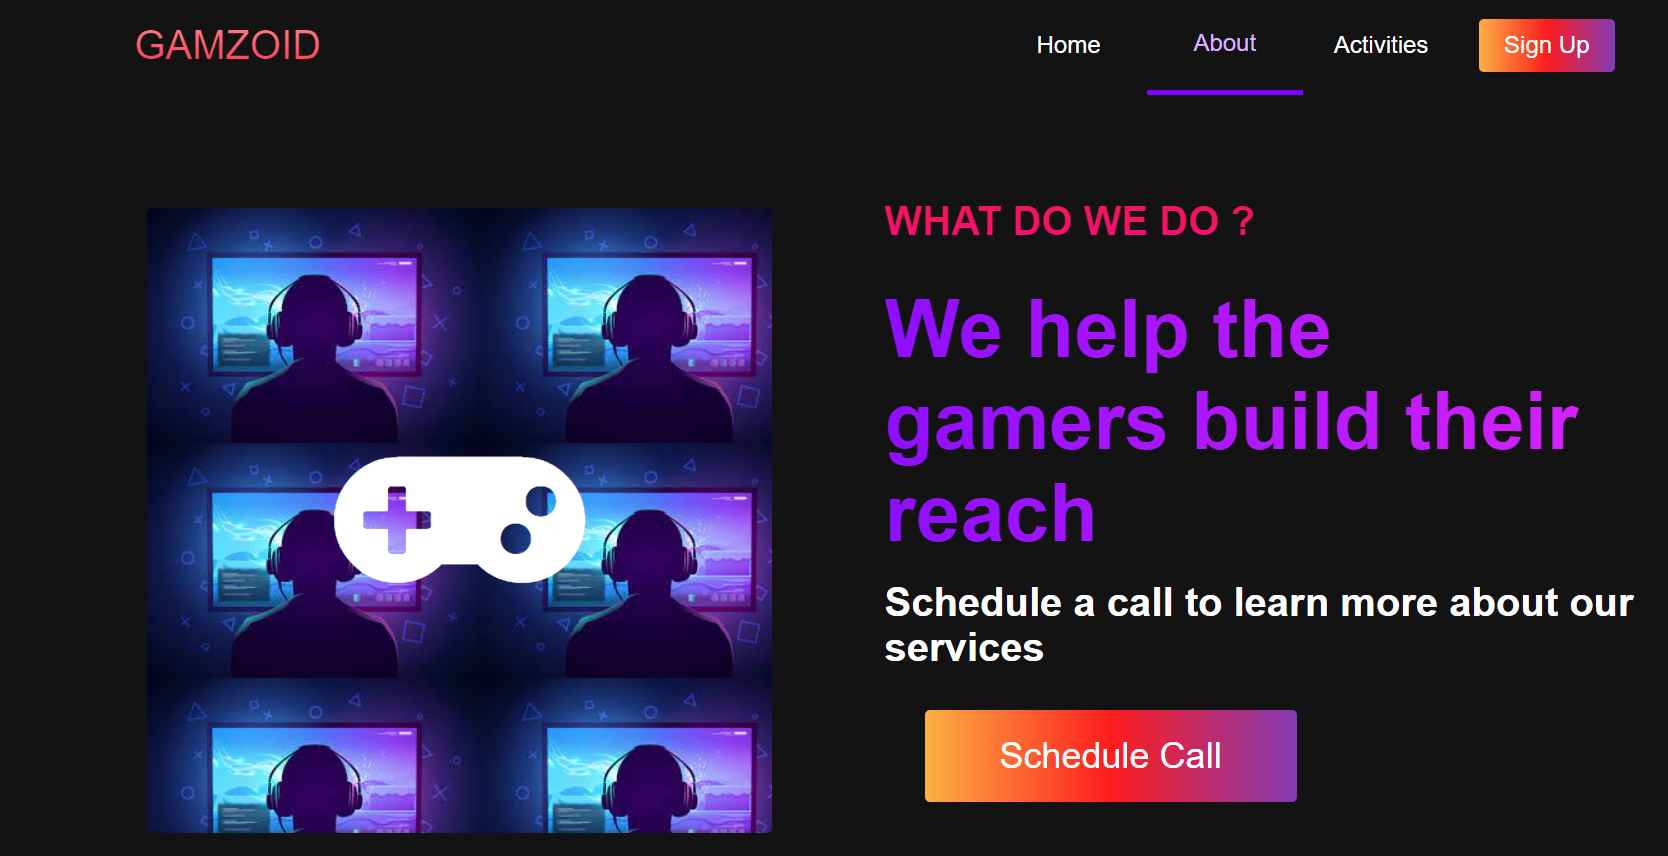 GAMZOID
Home
About
Activities
Sign Up
WHAT DO WE DO ?
We help the
gamers build their
reach
Schedule a call to learn more about our
services
Schedule Call